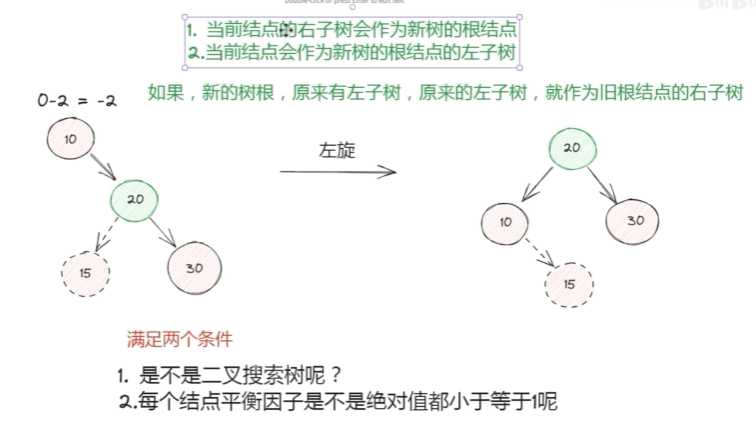 Double-click or press Enter to edit text
1. 当前结点的右子树会作为新树的根结点
2.当前结点会作为新树的根结点的左子树
如果，新的树根，原来有左子树，原来的左子树，就作为旧根结点的右子树
0-2 = -2
10
20
15
30
左旋
20
10
30
15
满足两个条件
1. 是不是二叉搜索树呢？
2.每个结点平衡因子是不是绝对值都小于等于1呢